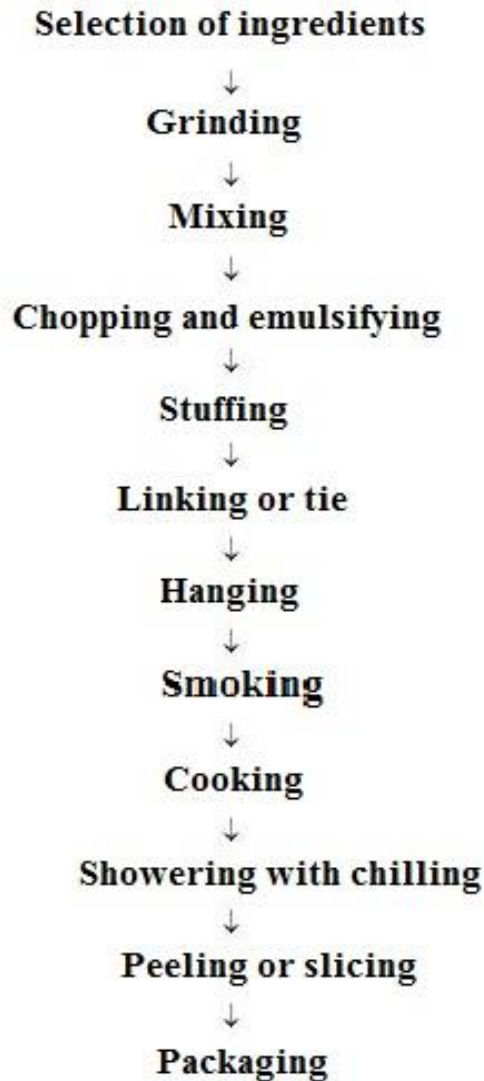 Selection of ingredients
↓
Grinding
↓
Mixing
↓
Chopping and emulsifying
↓
Stuffing
↓
Linking or tie
↓
Hanging
↓
Smoking
↓
Cooking
↓
Showering with chilling
↓
Peeling or slicing
↓
Packaging